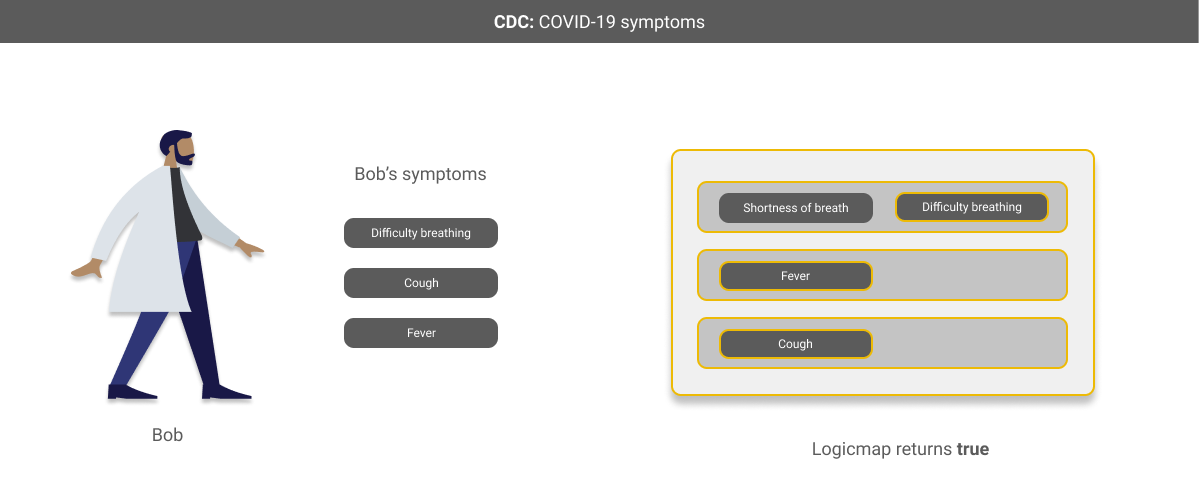 CDC: COVID-19 symptoms
Bob’s symptoms
Difficulty breathing
Cough
Fever
Bob
Shortness of breath
Difficulty breathing
Fever
Cough
Logicmap returns true